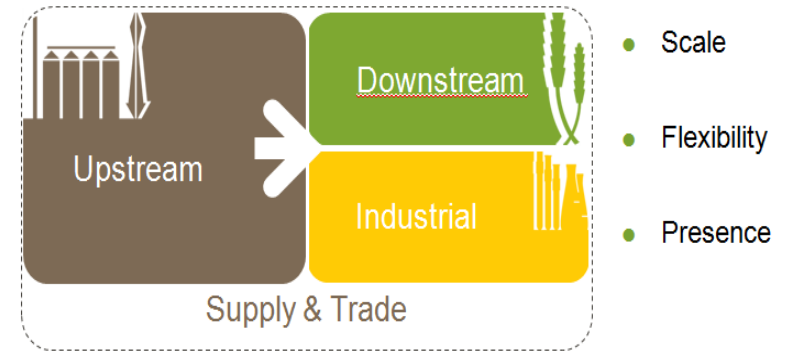 Upstream
Downstream
Industrial
Supply & Trade
Scale
Flexibility
Presence